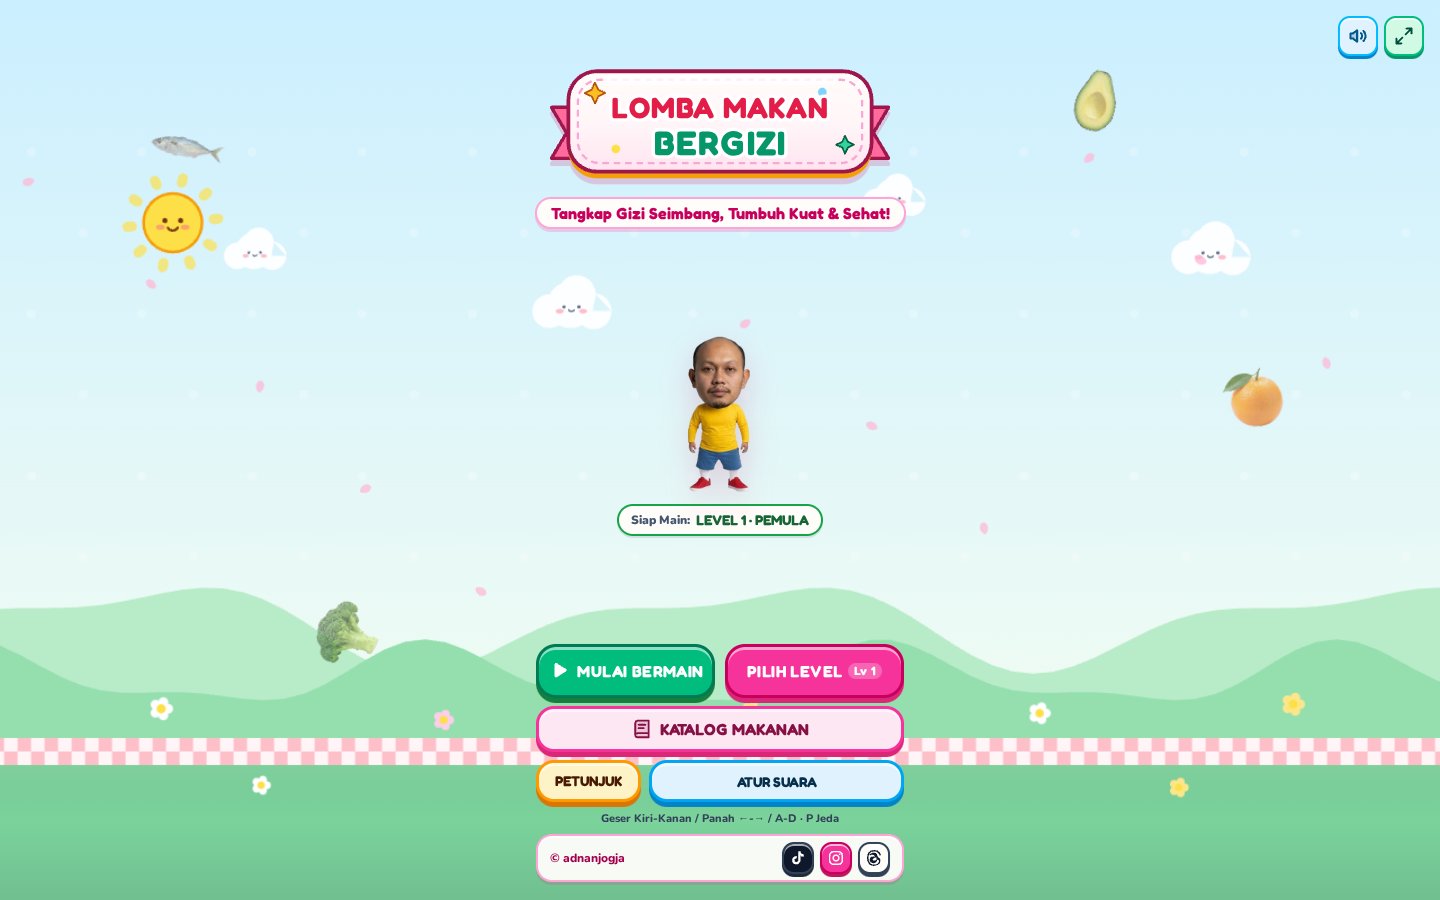 LOMBA MAKAN
BERGIZI
Tangkap Gizi Seimbang, Tumbuh Kuat & Sehat!
Siap Main: LEVEL 1 · PEMULA
MULAI BERMAIN
PILIH LEVEL Lv 1
KATALOG MAKANAN
PETUNJUK
ATUR SUARA
Geser Kiri-Kanan / Panah ←-→ / A-D · P Jeda
© adnanjogja